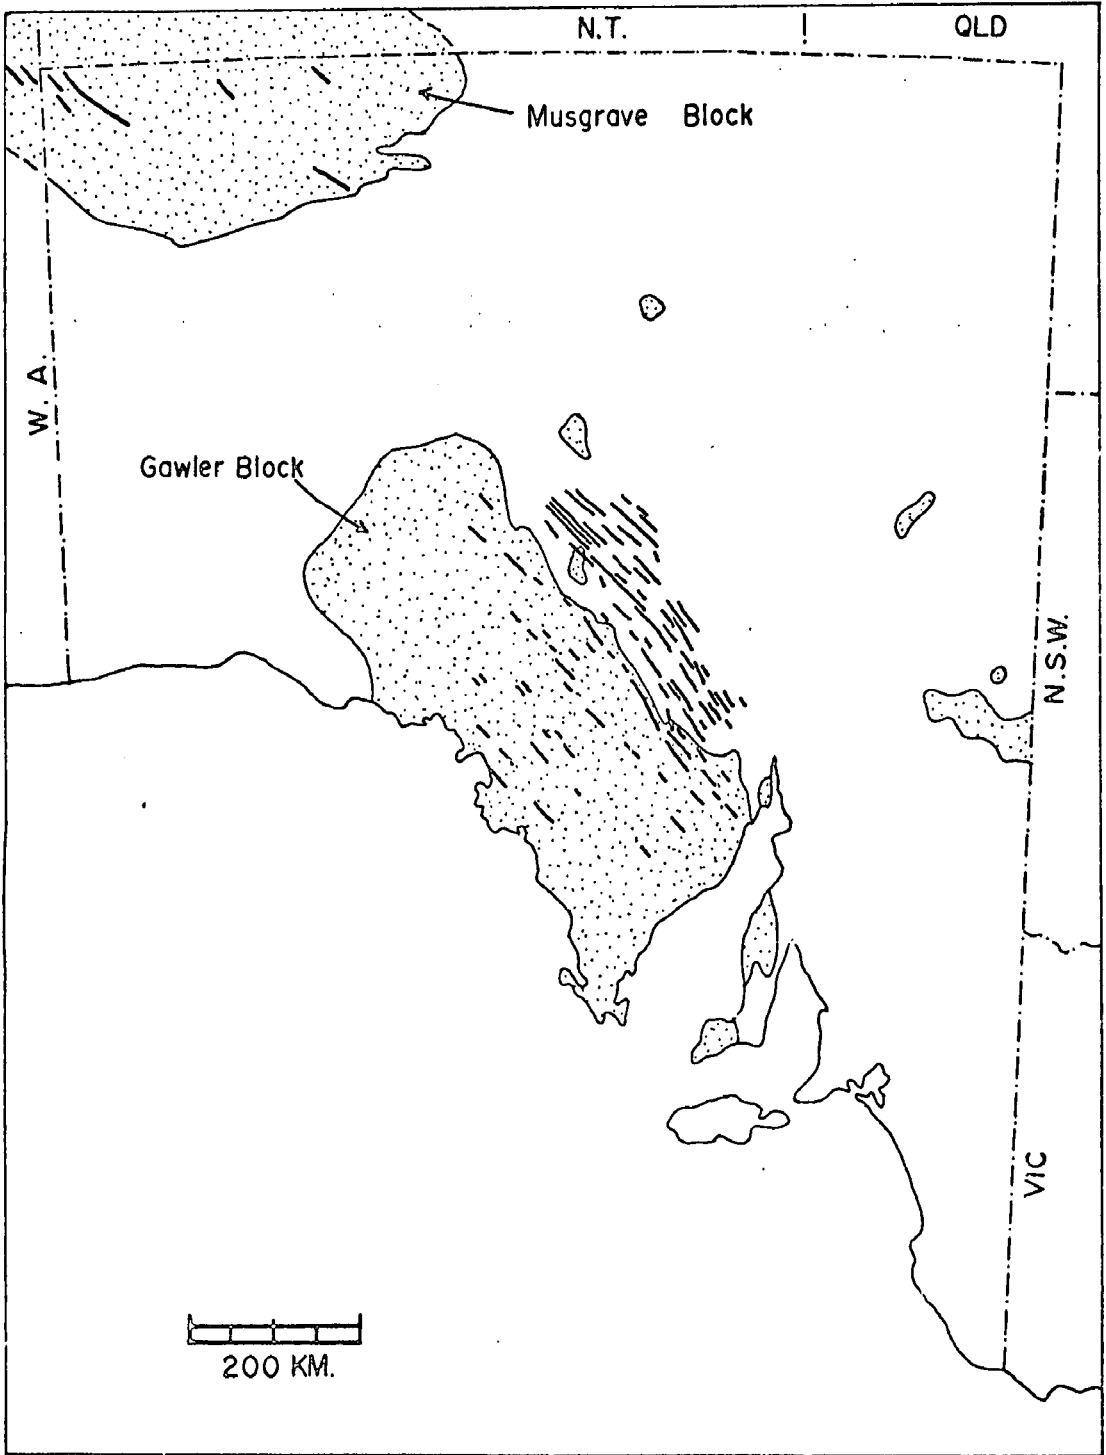 N.T.
QLD
Musgrave Block
W. A.
Gawler Block
N.S.W.
VIC
200 KM.